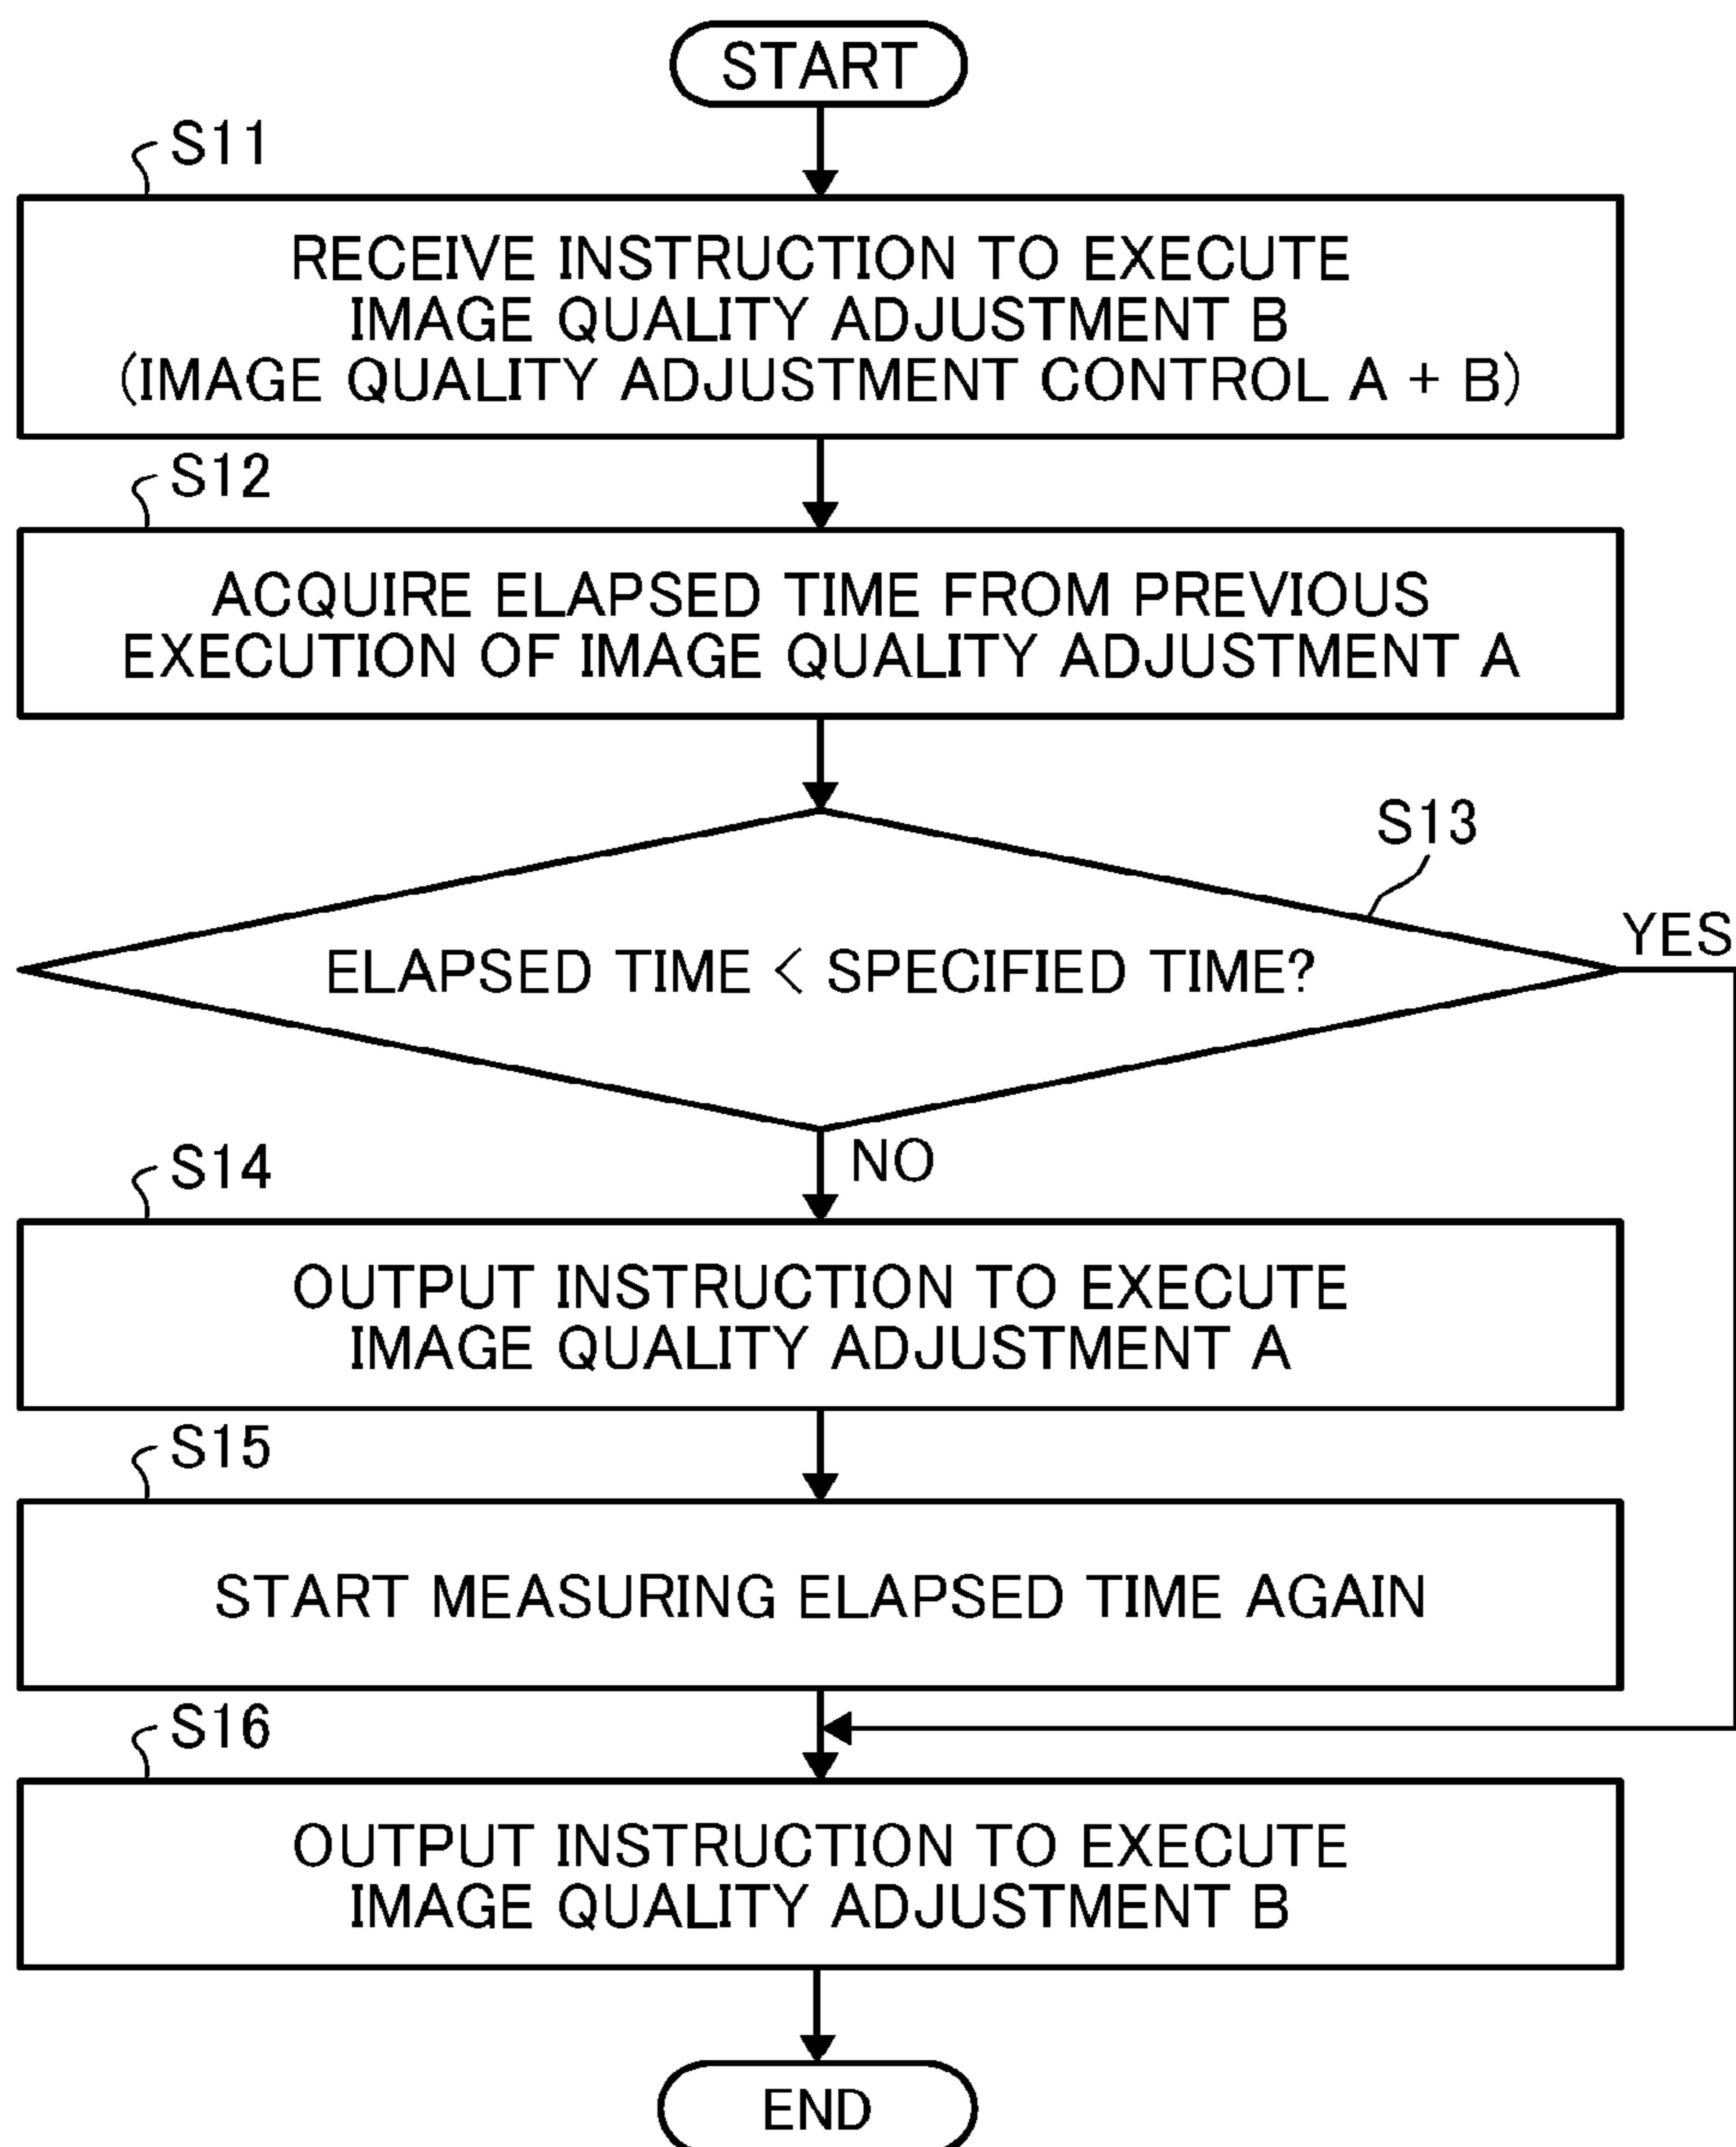 START
S11
RECEIVE INSTRUCTION TO EXECUTE
IMAGE QUALITY ADJUSTMENT B
(IMAGE QUALITY ADJUSTMENT CONTROL A + B)
S12
ACQUIRE ELAPSED TIME FROM PREVIOUS
EXECUTION OF IMAGE QUALITY ADJUSTMENT A
S13
ELAPSED TIME < SPECIFIED TIME?
YES
NO
S14
OUTPUT INSTRUCTION TO EXECUTE
IMAGE QUALITY ADJUSTMENT A
S15
START MEASURING ELAPSED TIME AGAIN
S16
OUTPUT INSTRUCTION TO EXECUTE
IMAGE QUALITY ADJUSTMENT B
END